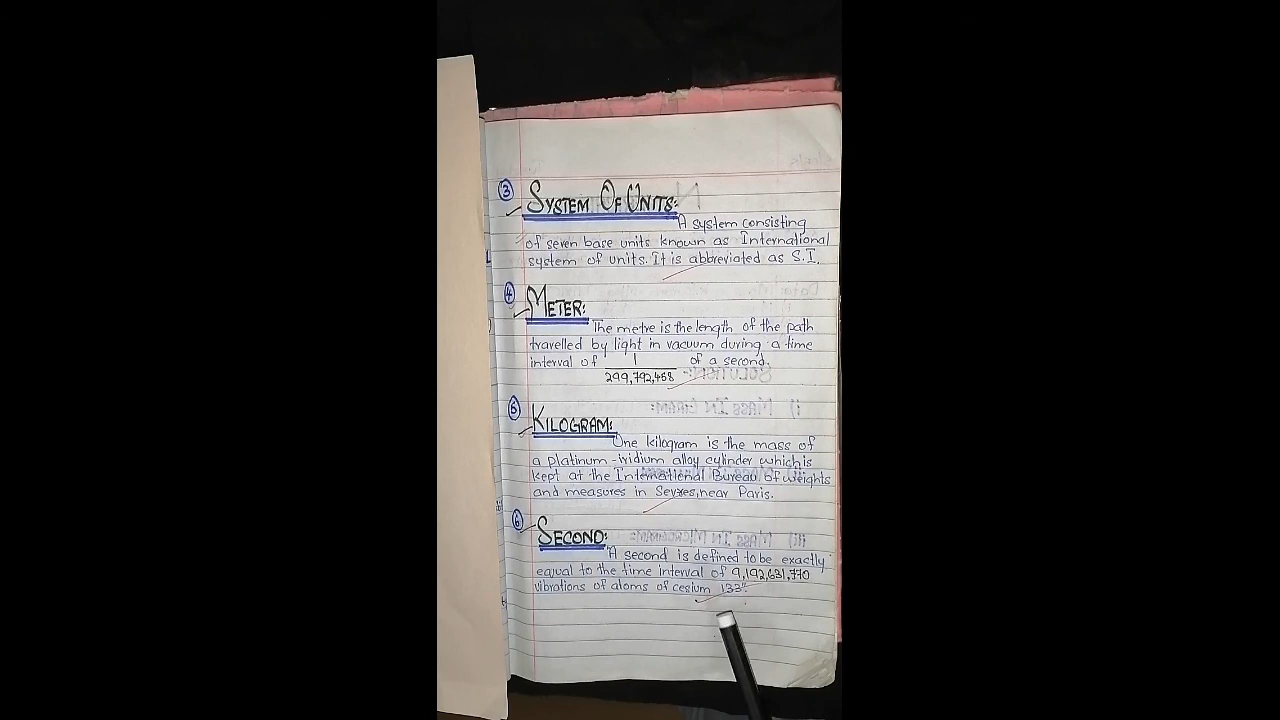 3 SYSTEM OF UNITS:-
A system consisting
of seven base units known as International
system of units. It is abbreviated as S.I.
4 METER:
The metre is the length of the path
travelled by light in vacuum during a time
interval of 1 / 299,792,458 of a second.
5 KILOGRAM:
One kilogram is the mass of
a platinum-iridium alloy cylinder which is
kept at the International Bureau of weights
and measures in Sevres, near Paris.
6 SECOND:
A second is defined to be exactly
equal to the time interval of 9,192,631,770
vibrations of atoms of cesium 133".